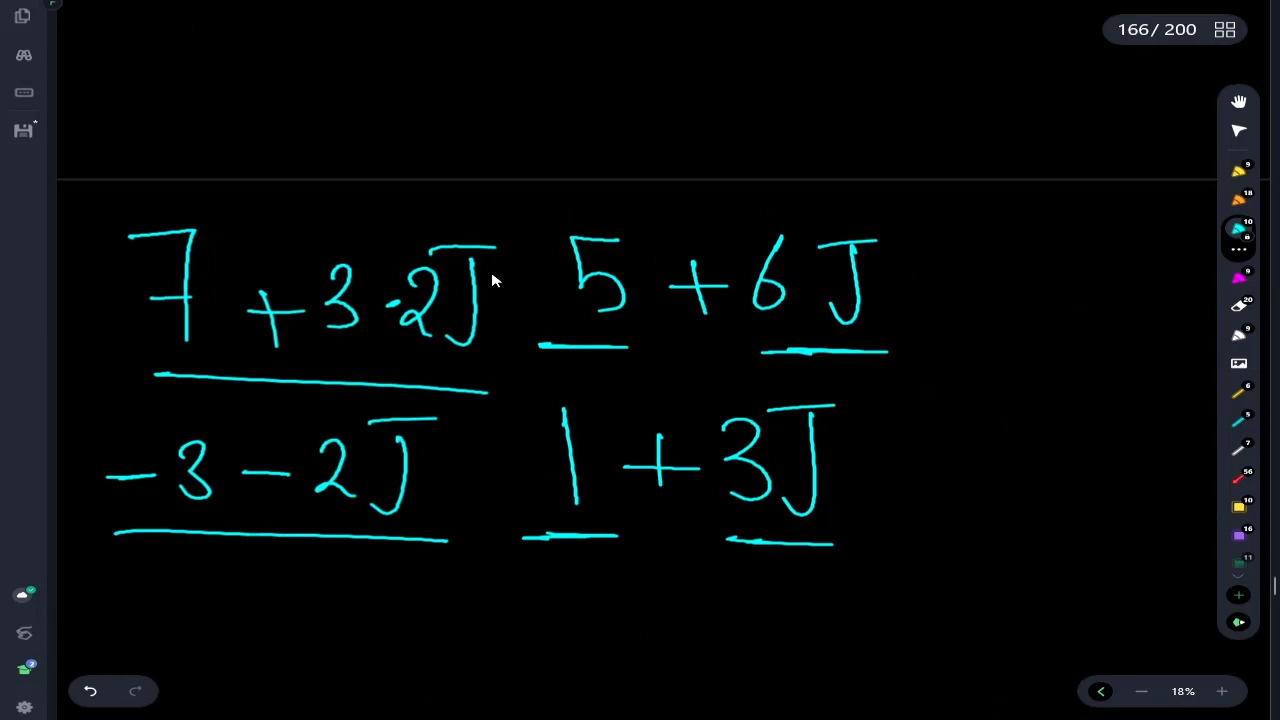 166/ 200
7 + 3 · 2J 5 + 6J
-3 - 2J 1 + 3J
18%